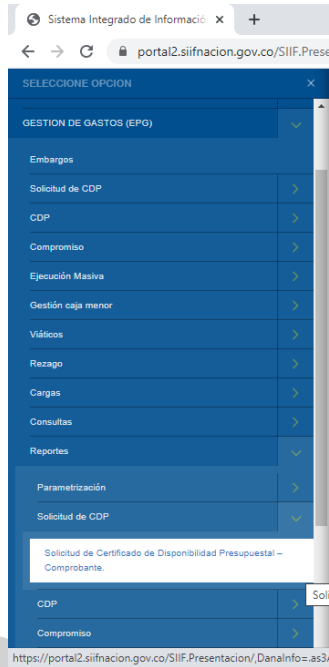 Sistema Integrado de Informació
portal2.siifnacion.gov.co/SIIF.Prese
SELECCIONE OPCION
GESTION DE GASTOS (EPG)
Embargos
Solicitud de CDP
CDP
Compromiso
Ejecución Masiva
Gestión caja menor
Viáticos
Rezago
Cargas
Consultas
Reportes
Parametrización
Solicitud de CDP
Solicitud de Certificado de Disponibilidad Presupuestal –
Comprobante.
CDP
Soli
Compromiso
https://portal2.siifnacion.gov.co/SIIF.Presentacion/,DanaInfo=.as3